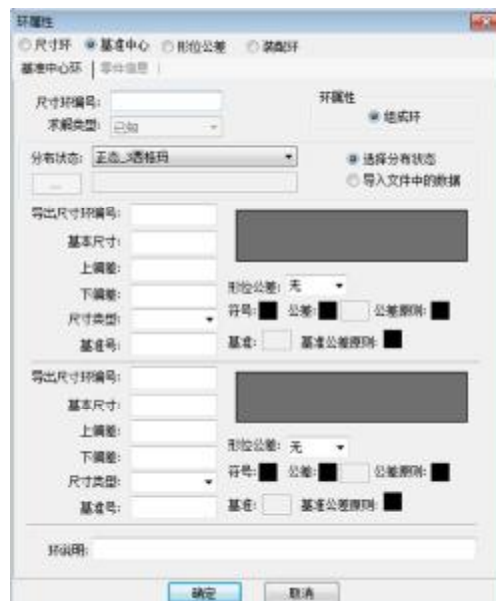 环属性
尺寸环 基准中心 形位公差 装配环
基准中心环 零件信息
尺寸环编号: 环属性
求解类型: 已知 组成环
分布状态: 正态_3西格玛 选择分布状态
... 导入文件中的数据
导出尺寸环编号:
基本尺寸:
上偏差:
下偏差: 形位公差: 无
尺寸类型: 符号: 公差: 公差原则:
基准号: 基准: 基准公差原则:
导出尺寸环编号:
基本尺寸:
上偏差:
下偏差: 形位公差: 无
尺寸类型: 符号: 公差: 公差原则:
基准号: 基准: 基准公差原则:
环说明:
确定 取消